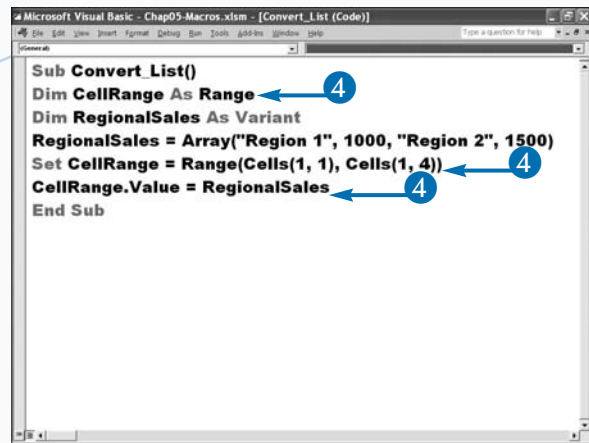 Microsoft Visual Basic - Chap05-Macros.xlsm - [Convert_List (Code)]
File Edit View Insert Format Debug Run Tools Add-Ins Window Help Type a question for help
(General)
Sub Convert_List()
Dim CellRange As Range 4
Dim RegionalSales As Variant
RegionalSales = Array("Region 1", 1000, "Region 2", 1500)
Set CellRange = Range(Cells(1, 1), Cells(1, 4)) 4
CellRange.Value = RegionalSales 4
End Sub